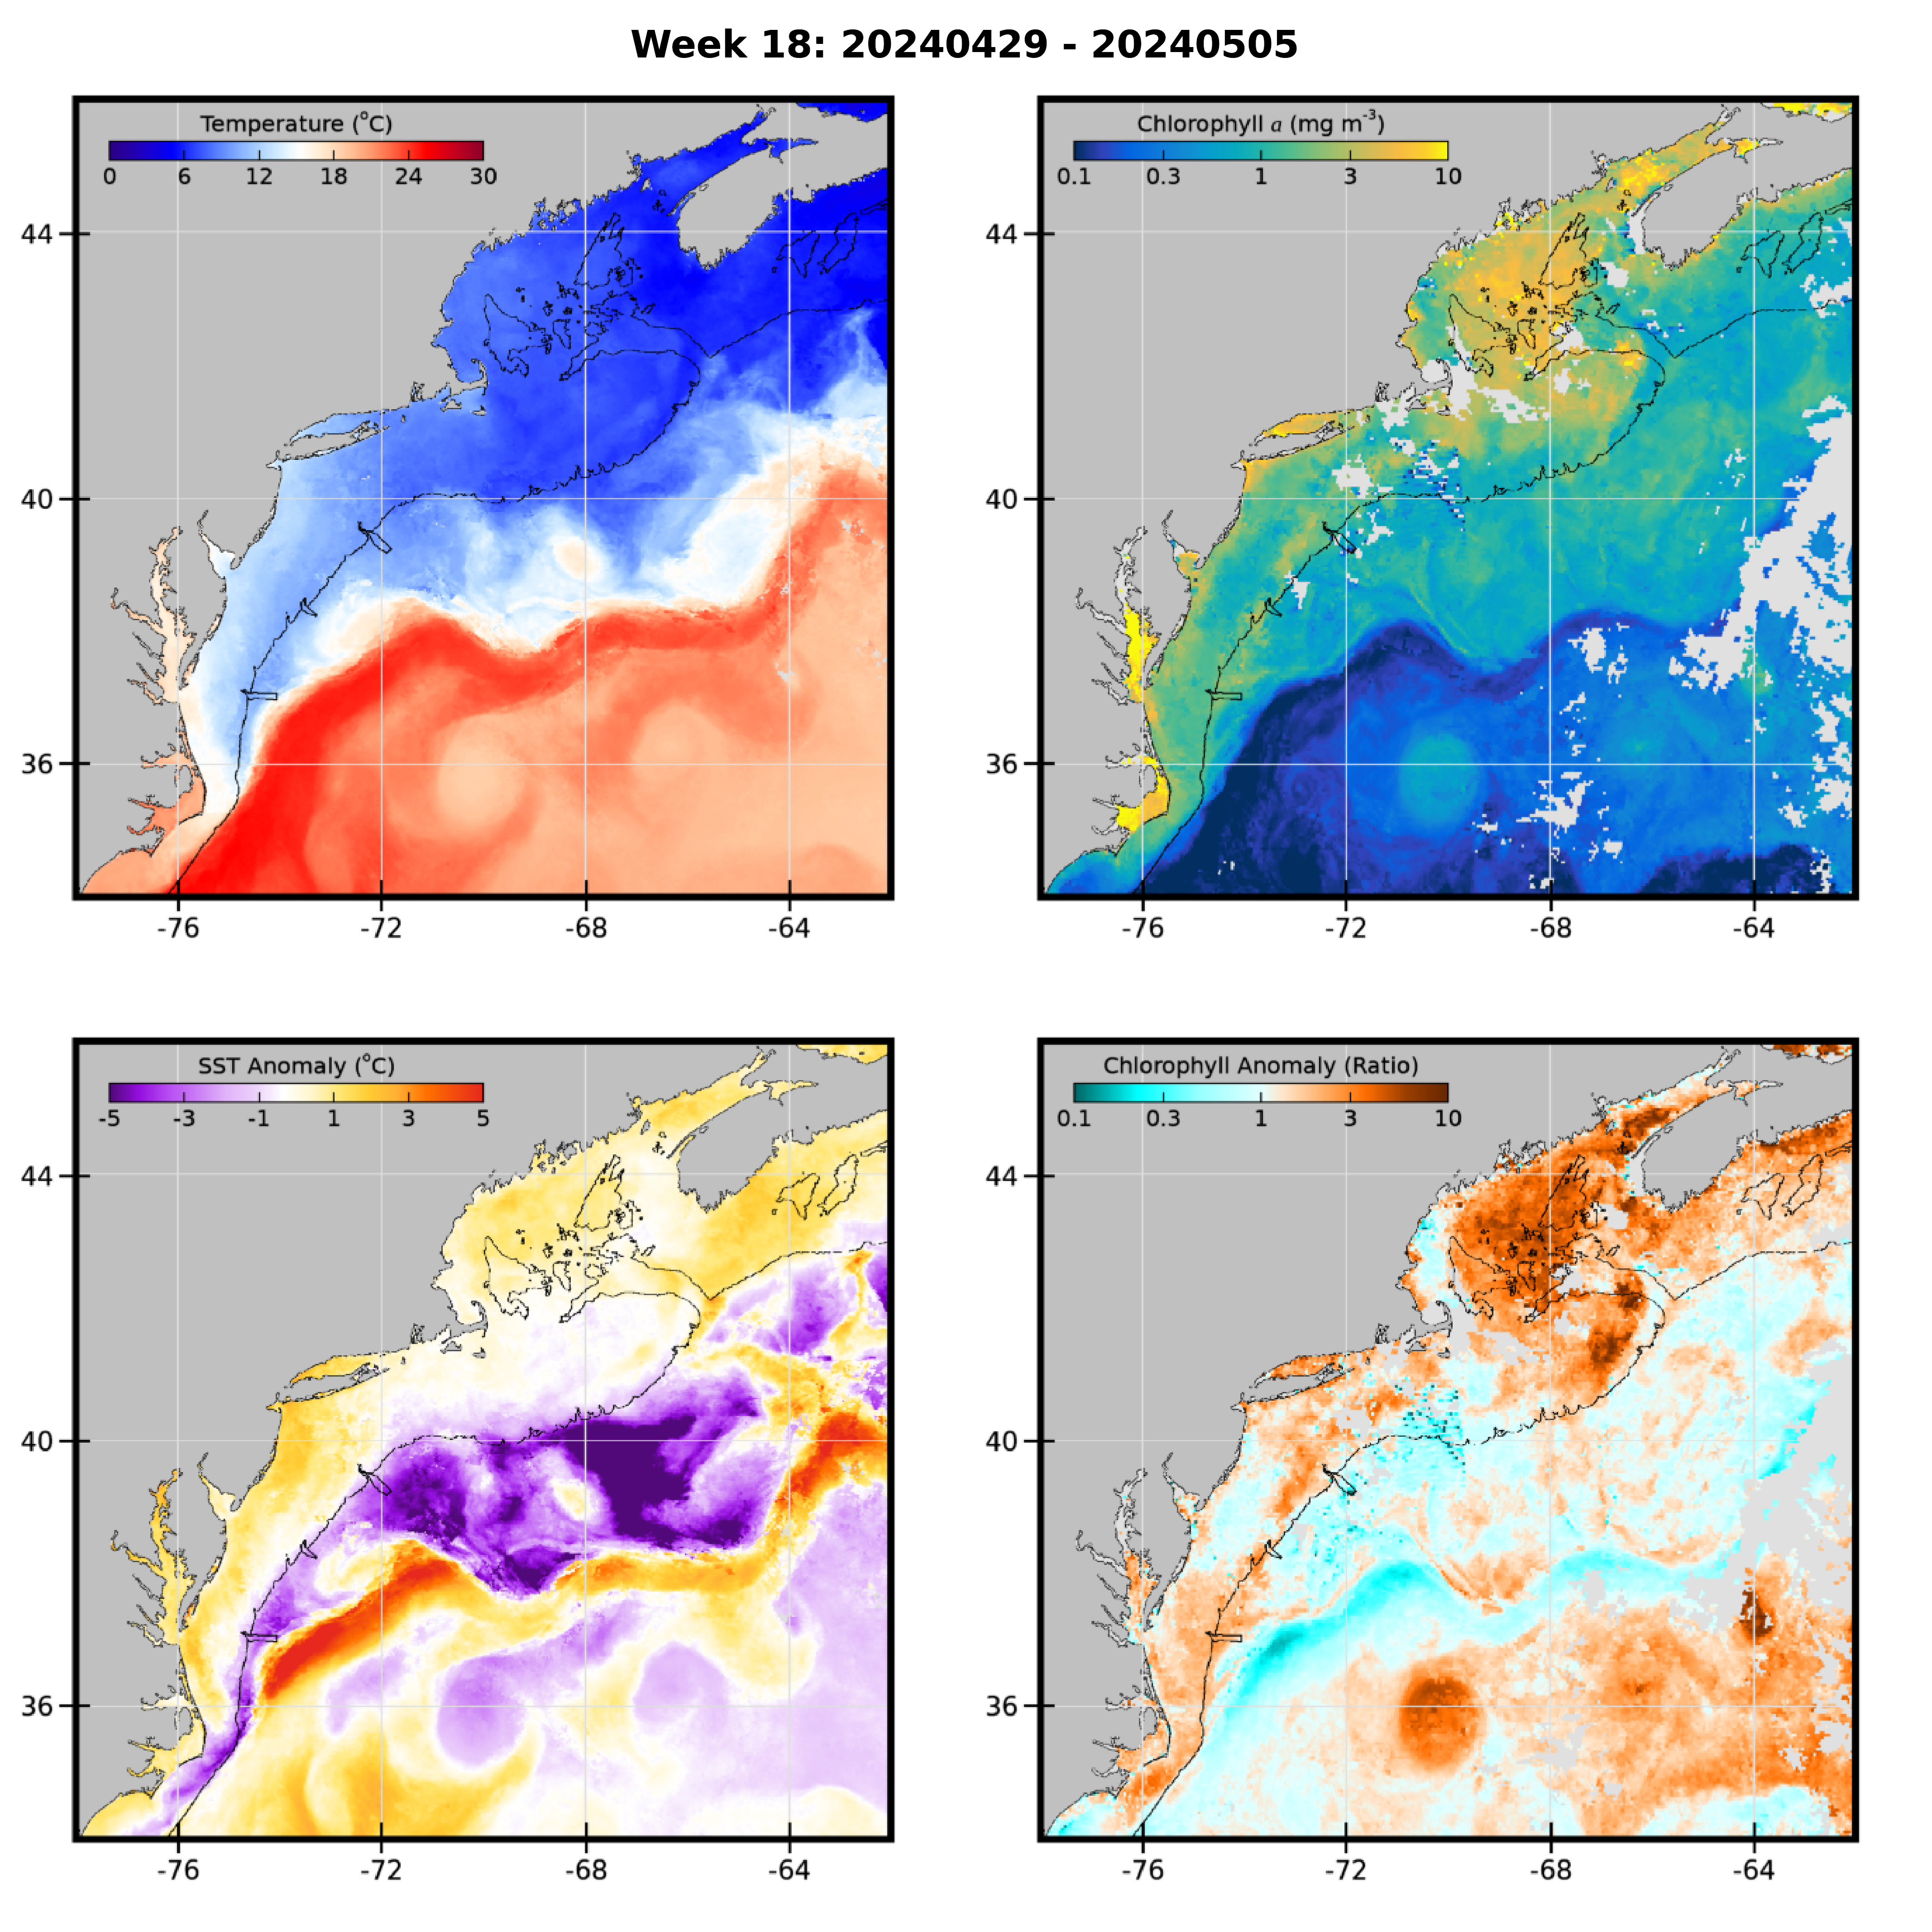 Week 18: 20240429 - 20240505
Temperature (°C)
0 6 12 18 24 30
44
40
36
-76 -72 -68 -64
Chlorophyll a (mg m⁻³)
0.1 0.3 1 3 10
44
40
36
-76 -72 -68 -64
SST Anomaly (°C)
-5 -3 -1 1 3 5
44
40
36
-76 -72 -68 -64
Chlorophyll Anomaly (Ratio)
0.1 0.3 1 3 10
44
40
36
-76 -72 -68 -64